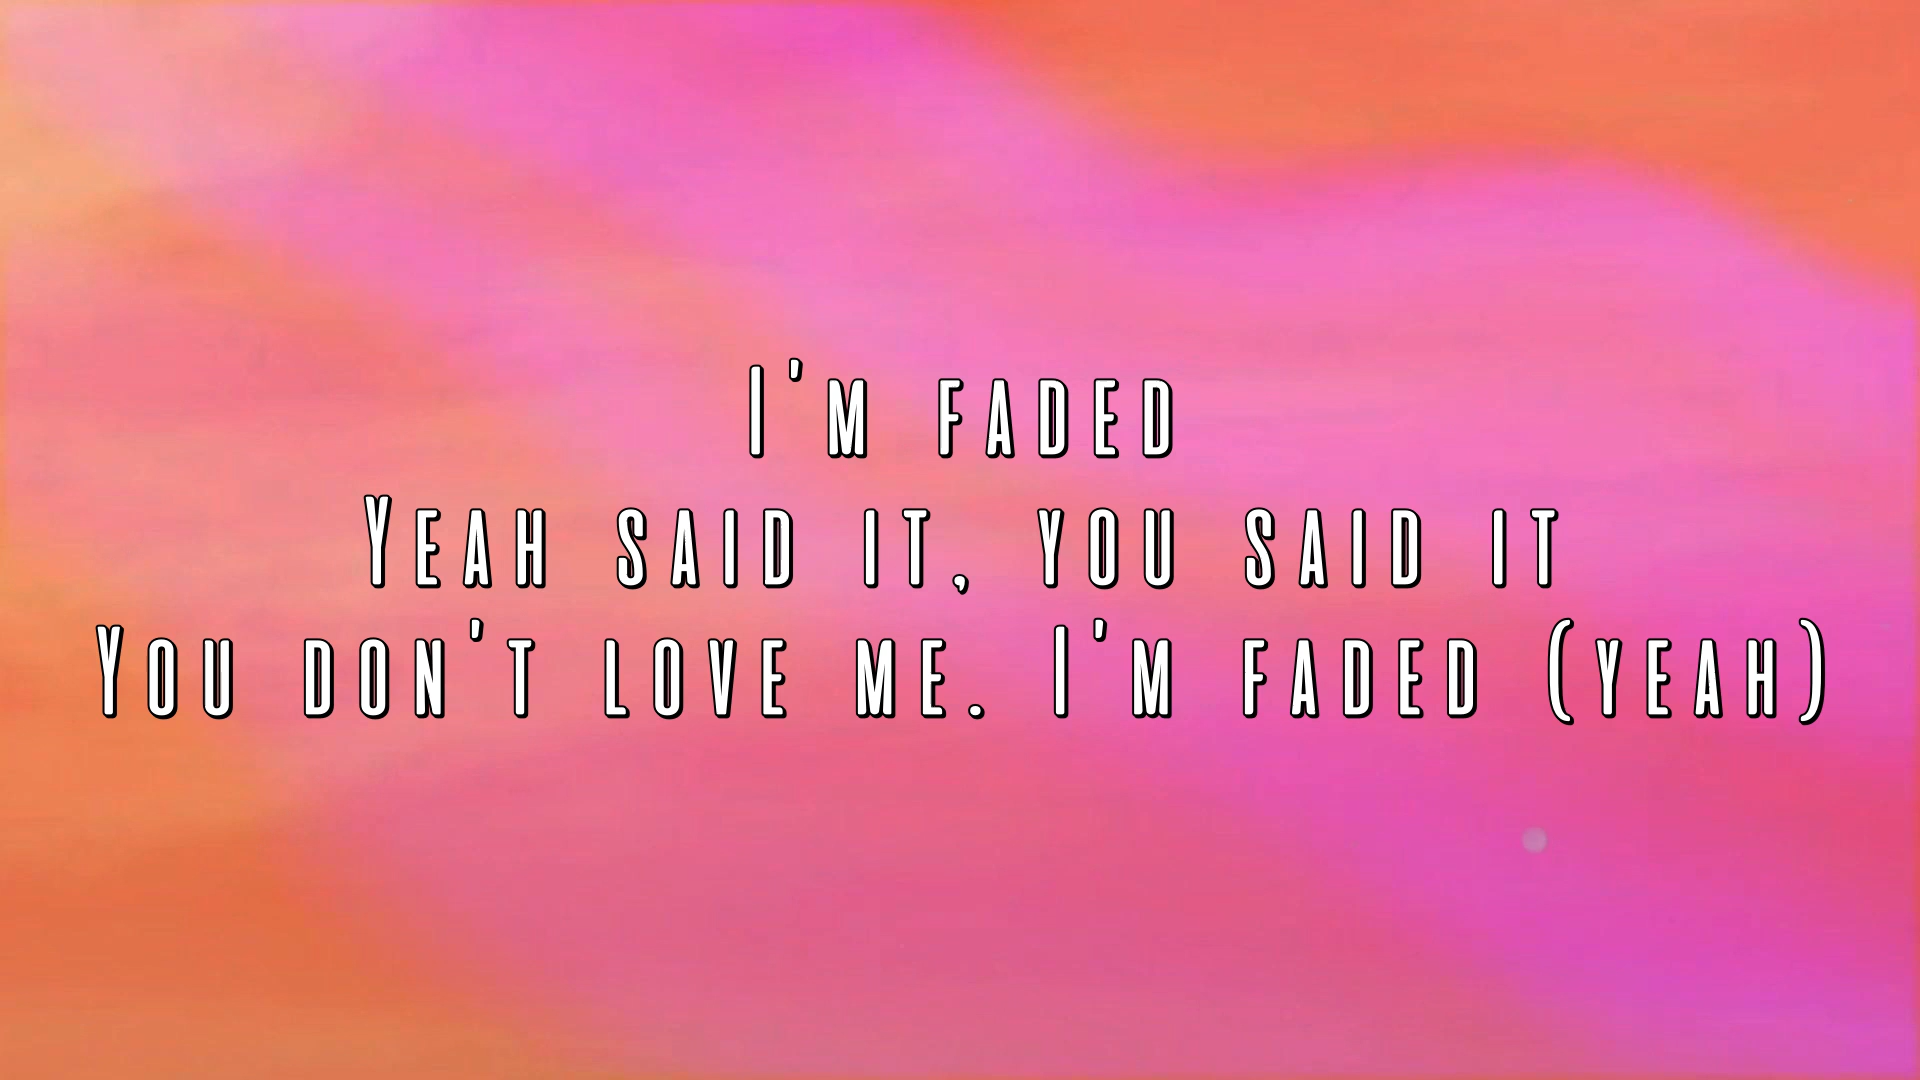 I'm faded
Yeah said it, you said it
You don't love me. I'm faded (yeah)